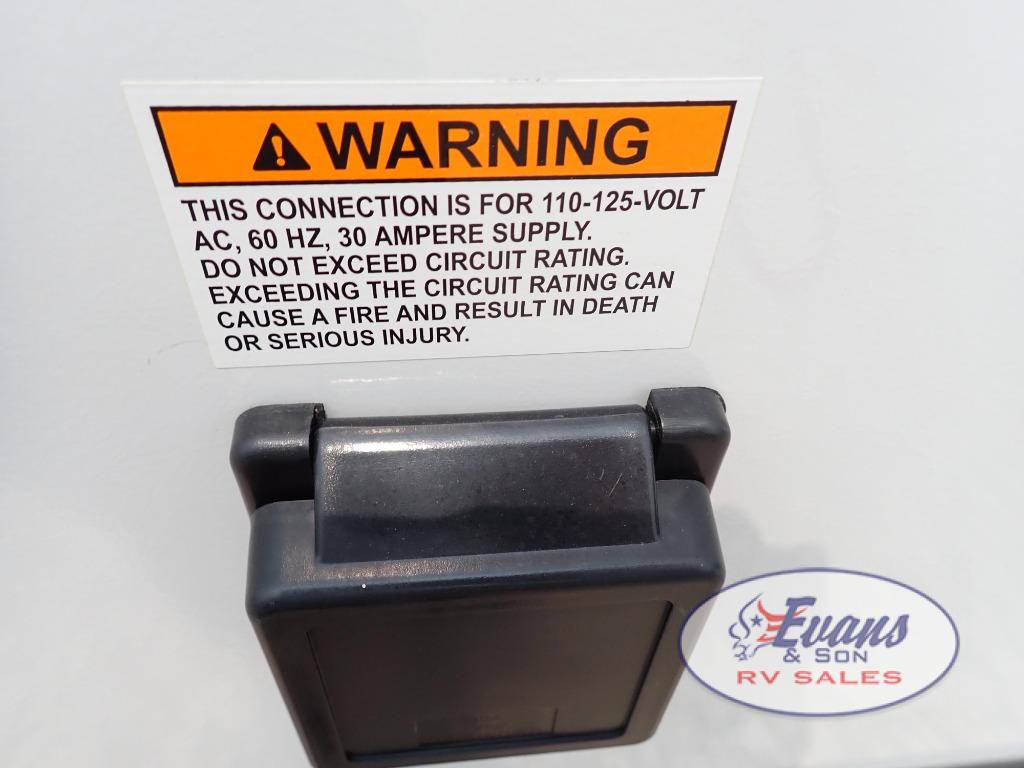 WARNING
THIS CONNECTION IS FOR 110-125-VOLT
AC, 60 HZ, 30 AMPERE SUPPLY.
DO NOT EXCEED CIRCUIT RATING.
EXCEEDING THE CIRCUIT RATING CAN
CAUSE A FIRE AND RESULT IN DEATH
OR SERIOUS INJURY.
Evans
& SON
RV SALES